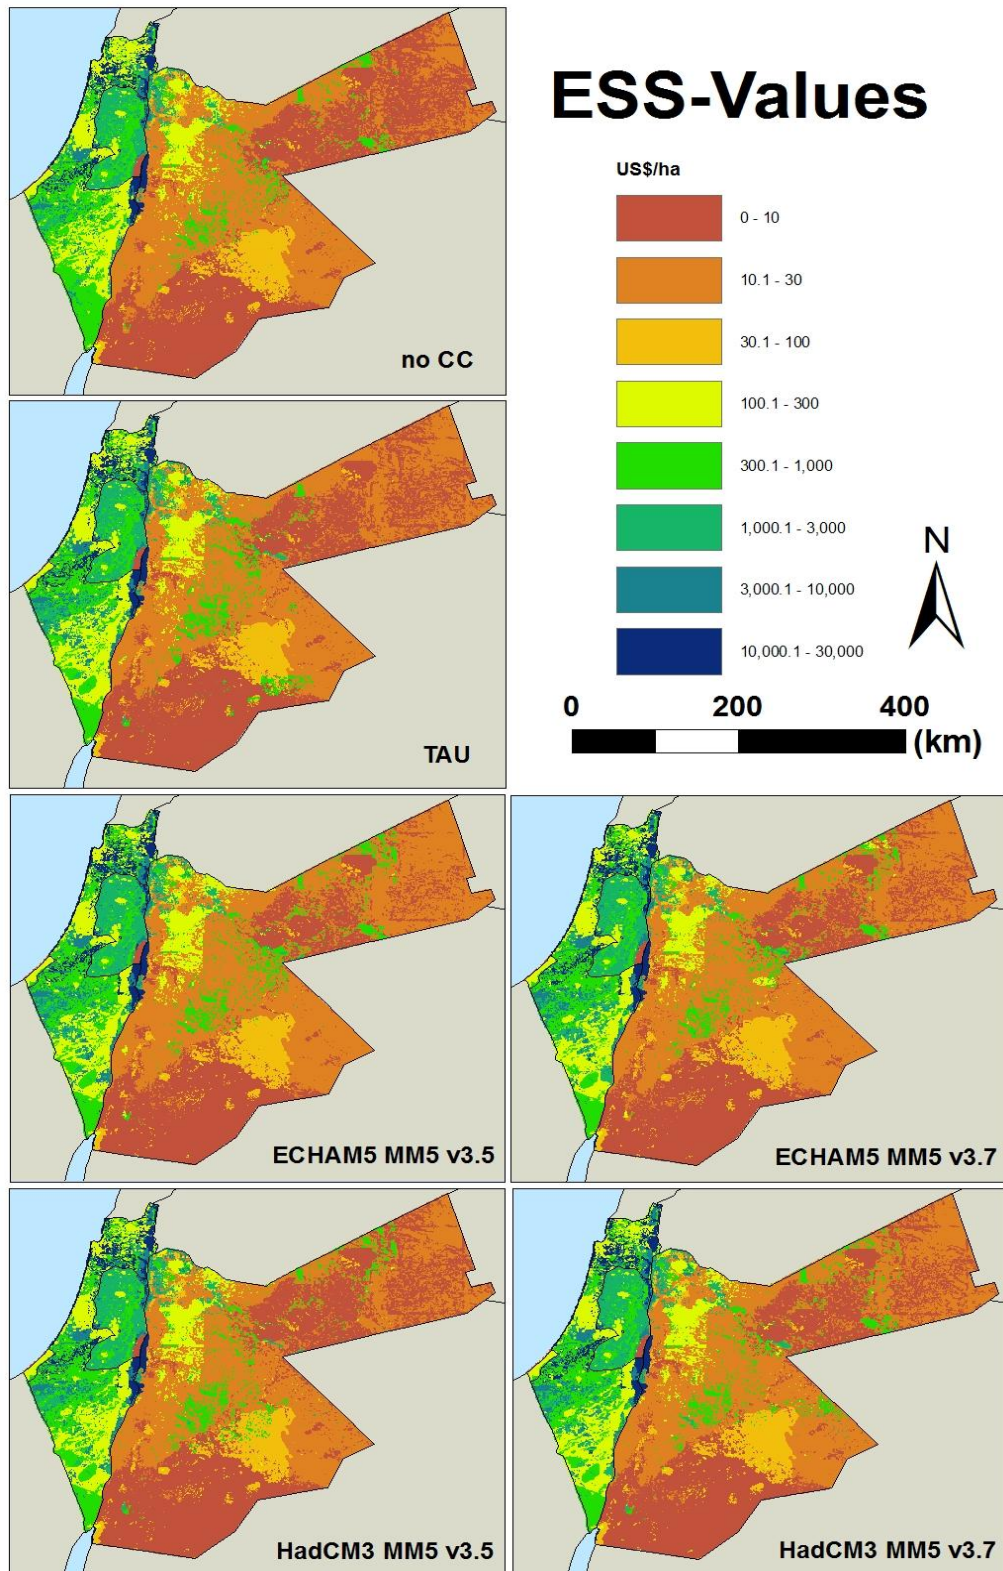 ESS-Values
US$/ha
0 - 10
10.1 - 30
30.1 - 100
100.1 - 300
300.1 - 1,000
1,000.1 - 3,000
3,000.1 - 10,000
10,000.1 - 30,000
N
0 200 400
(km)
no CC
TAU
ECHAM5 MM5 v3.5
ECHAM5 MM5 v3.7
HadCM3 MM5 v3.5
HadCM3 MM5 v3.7